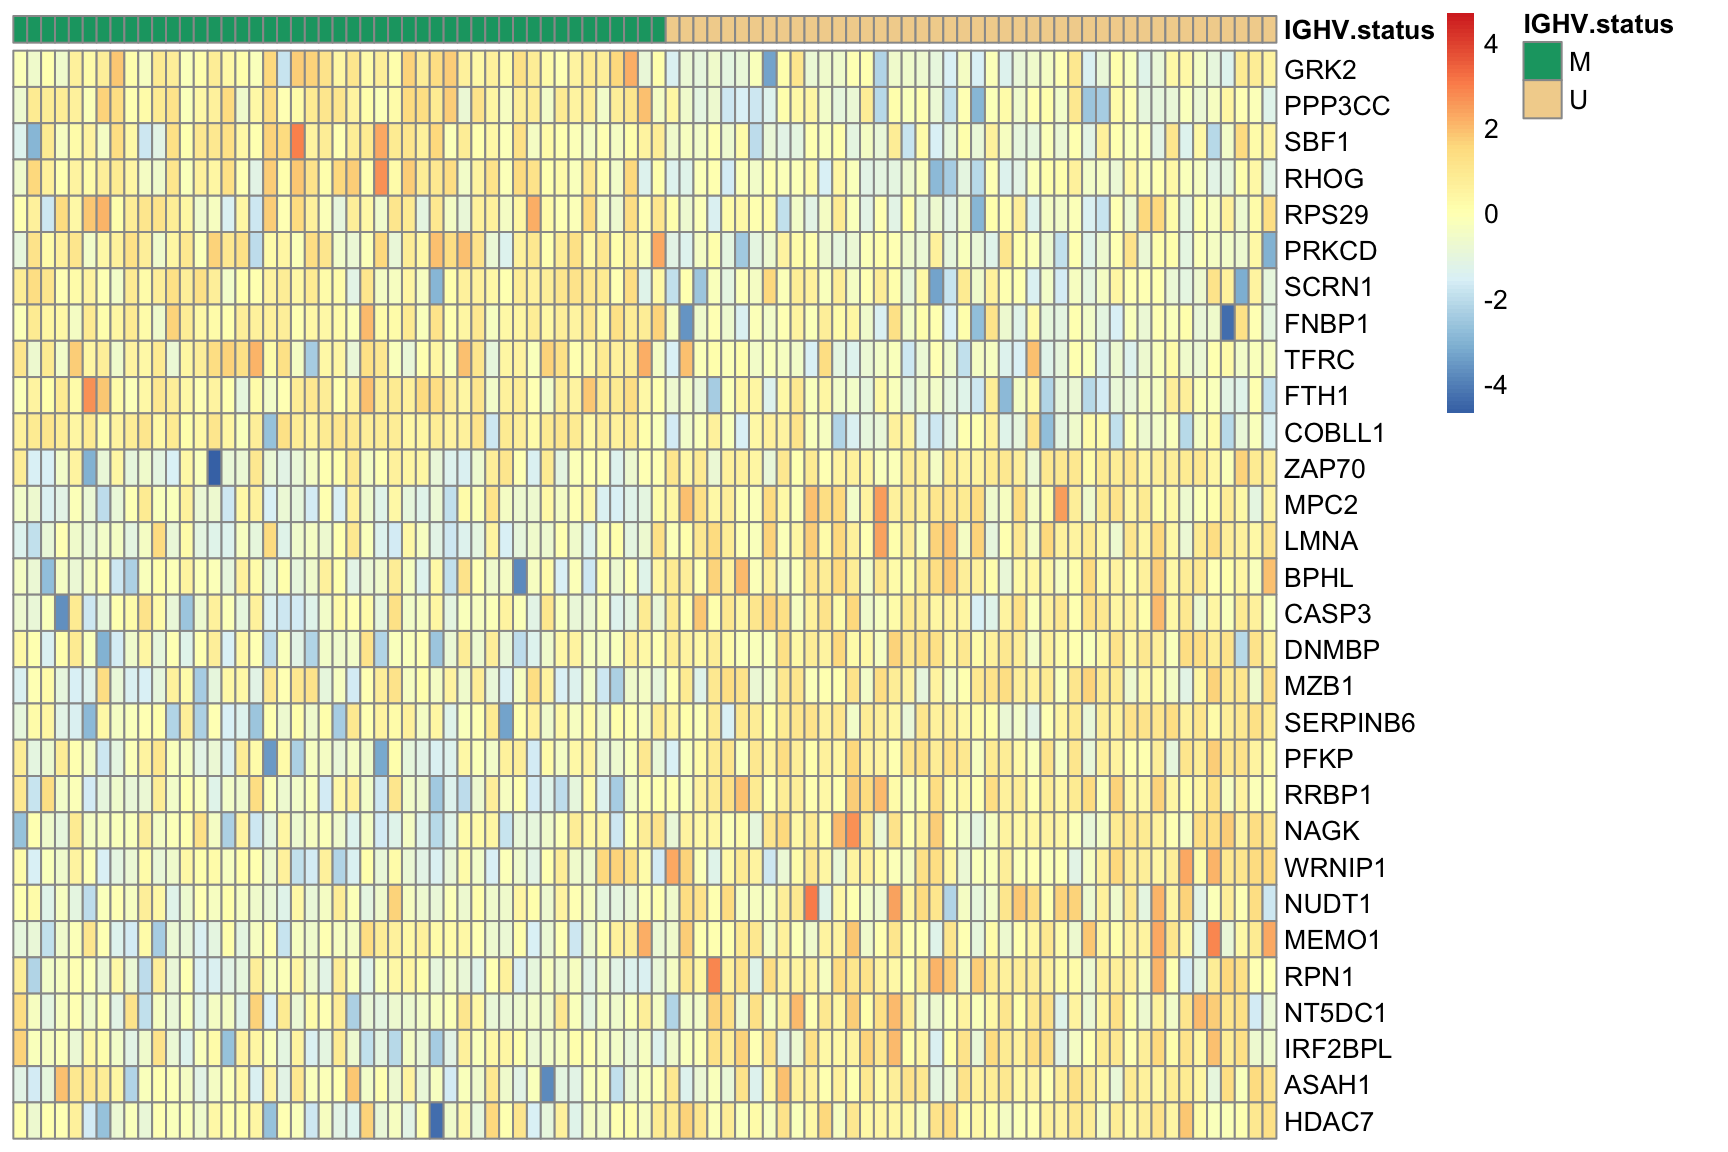 IGHV.status
GRK2
PPP3CC
SBF1
RHOG
RPS29
PRKCD
SCRN1
FNBP1
TFRC
FTH1
COBLL1
ZAP70
MPC2
LMNA
BPHL
CASP3
DNMBP
MZB1
SERPINB6
PFKP
RRBP1
NAGK
WRNIP1
NUDT1
MEMO1
RPN1
NT5DC1
IRF2BPL
ASAH1
HDAC7
4
2
0
-2
-4
IGHV.status
M
U